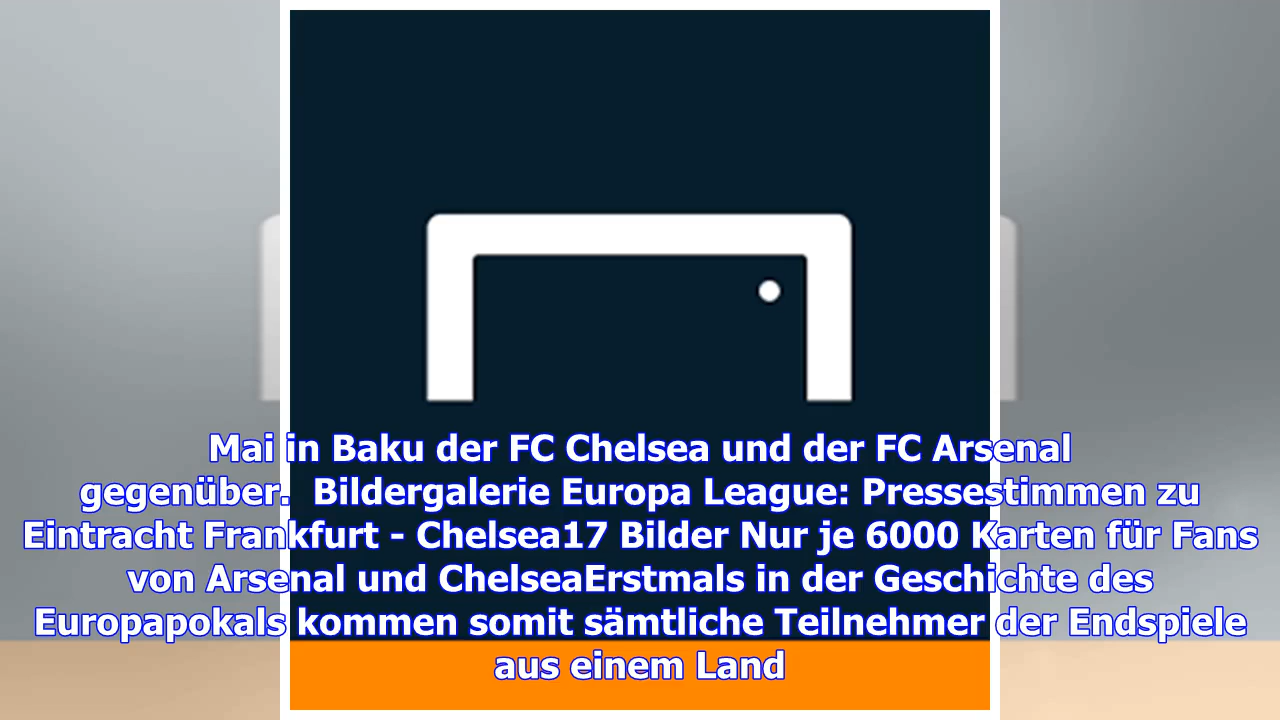 Mai in Baku der FC Chelsea und der FC Arsenal
gegenüber.  Bildergalerie Europa League: Pressestimmen zu
Eintracht Frankfurt - Chelsea17 Bilder Nur je 6000 Karten für Fans
von Arsenal und ChelseaErstmals in der Geschichte des
Europapokals kommen somit sämtliche Teilnehmer der Endspiele
aus einem Land